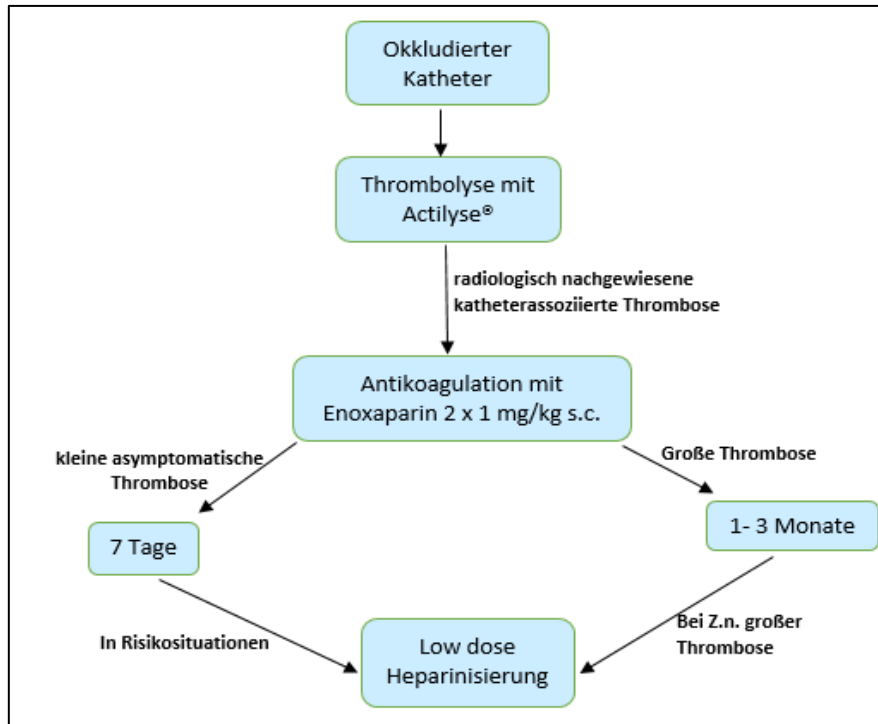 Okkludierter
Katheter
Thrombolyse mit
Actilyse®
radiologisch nachgewiesene
katheterassoziierte Thrombose
Antikoagulation mit
Enoxaparin 2 x 1 mg/kg s.c.
kleine asymptomatische
Thrombose
Große Thrombose
7 Tage
1- 3 Monate
In Risikosituationen
Bei Z.n. großer
Thrombose
Low dose
Heparinisierung